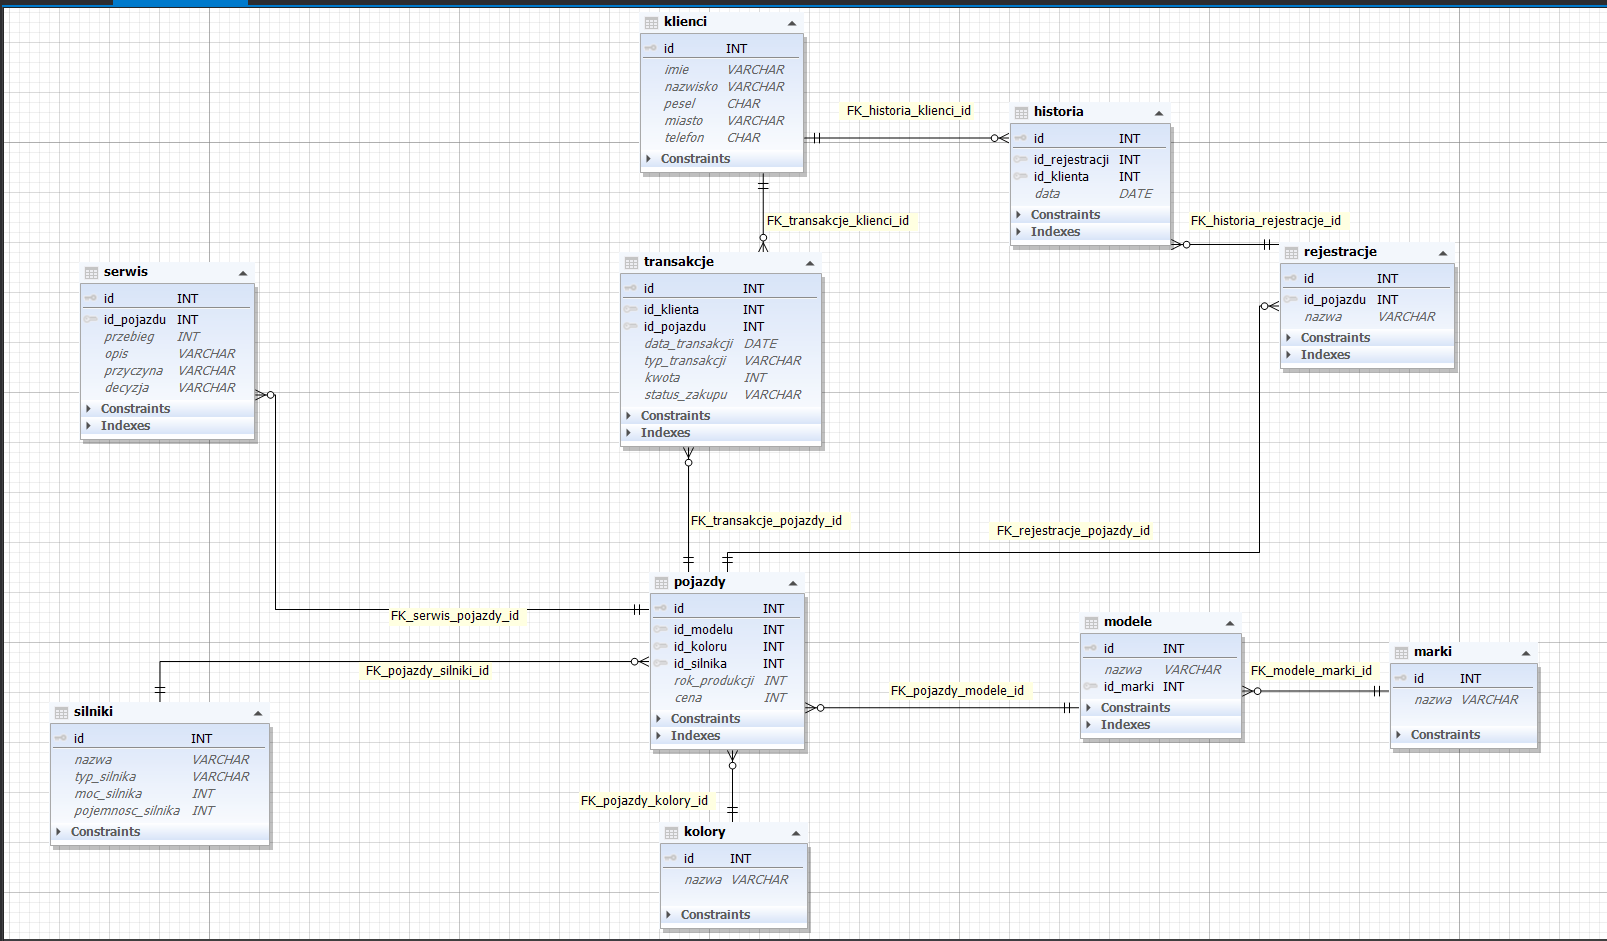 klienci
id INT
imie VARCHAR
nazwisko VARCHAR
pesel CHAR
miasto VARCHAR
telefon CHAR
Constraints
FK_historia_klienci_id
historia
id INT
id_rejestracji INT
id_klienta INT
data DATE
Constraints
Indexes
FK_transakcje_klienci_id
FK_historia_rejestracje_id
rejestracje
id INT
id_pojazdu INT
nazwa VARCHAR
Constraints
Indexes
transakcje
id INT
id_klienta INT
id_pojazdu INT
data_transakcji DATE
typ_transakcji VARCHAR
kwota INT
status_zakupu VARCHAR
Constraints
Indexes
serwis
id INT
id_pojazdu INT
przebieg INT
opis VARCHAR
przyczyna VARCHAR
decyzja VARCHAR
Constraints
Indexes
FK_transakcje_pojazdy_id
FK_rejestracje_pojazdy_id
FK_serwis_pojazdy_id
pojazdy
id INT
id_modelu INT
id_koloru INT
id_silnika INT
rok_produkcji INT
cena INT
Constraints
Indexes
FK_pojazdy_silniki_id
FK_pojazdy_modele_id
modele
id INT
nazwa VARCHAR
id_marki INT
Constraints
Indexes
FK_modele_marki_id
marki
id INT
nazwa VARCHAR
Constraints
silniki
id INT
nazwa VARCHAR
typ_silnika VARCHAR
moc_silnika INT
pojemnosc_silnika INT
Constraints
FK_pojazdy_kolory_id
kolory
id INT
nazwa VARCHAR
Constraints